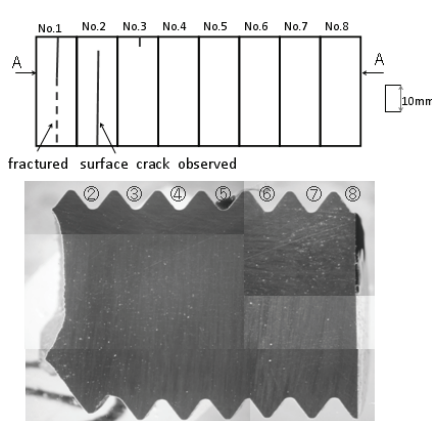 No.1 No.2 No.3 No.4 No.5 No.6 No.7 No.8
A A
10mm
fractured surface crack observed
② ③ ④ ⑤ ⑥ ⑦ ⑧